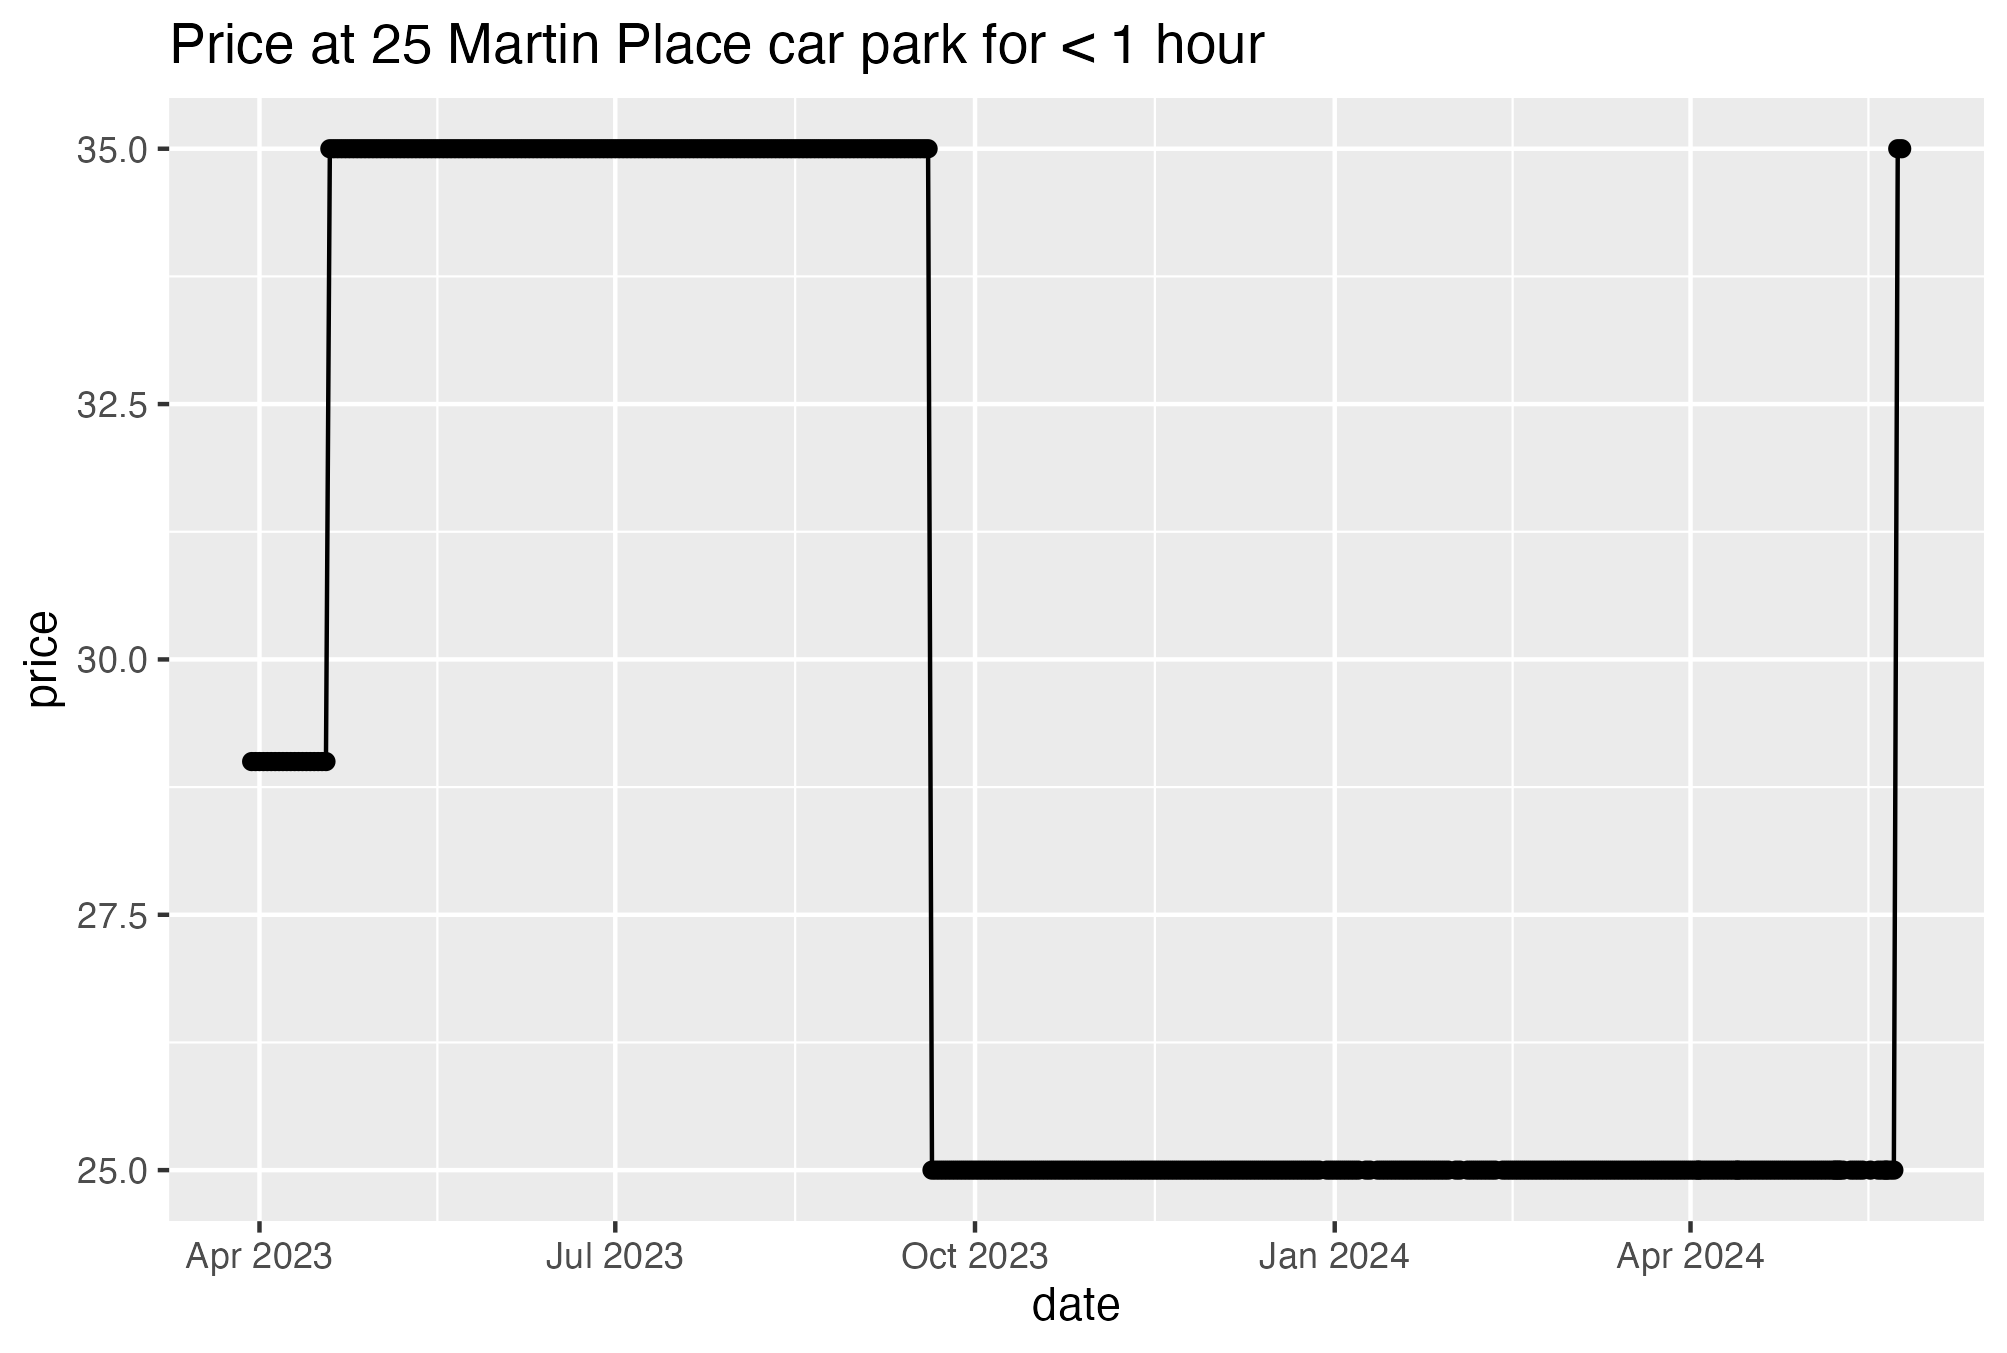 Price at 25 Martin Place car park for < 1 hour
price
35.0
32.5
30.0
27.5
25.0
Apr 2023
Jul 2023
Oct 2023
Jan 2024
Apr 2024
date